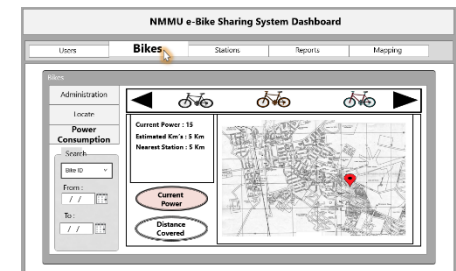 NMMU e-Bike Sharing System Dashboard
Users
Bikes
Stations
Reports
Mapping
Bikes
Administration
Locate
Power
Consumption
Search
Bike ID
From :
/ /
To :
/ /
Current Power : 15
Estimated Km's : 5 Km
Nearest Station : 5 Km
Current
Power
Distance
Covered